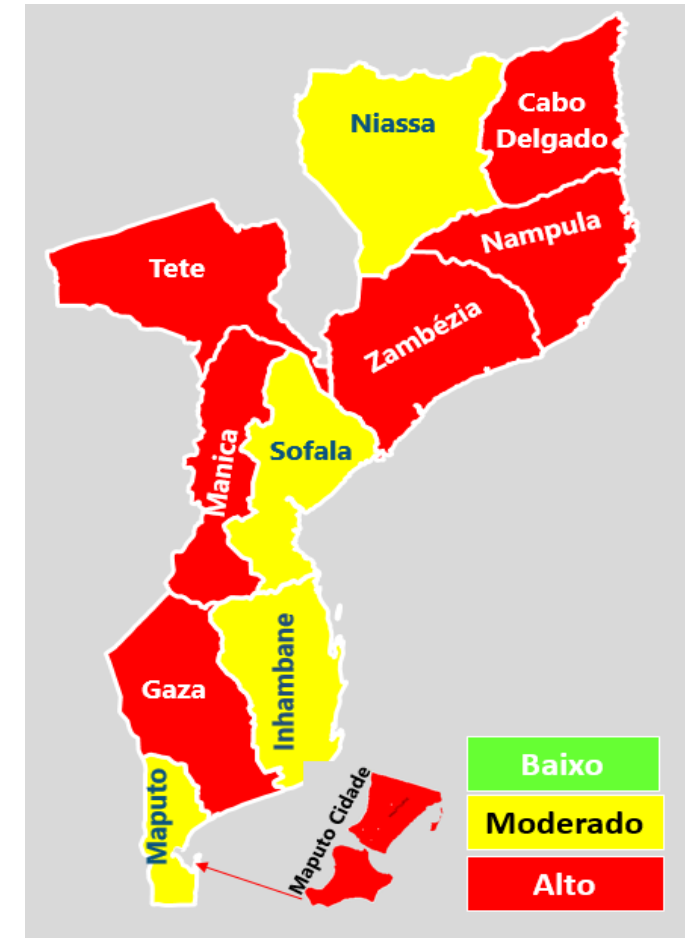 Niassa
Cabo
Delgado
Nampula
Tete
Zambézia
Manica
Sofala
Inhambane
Gaza
Maputo
Maputo Cidade
Baixo
Moderado
Alto